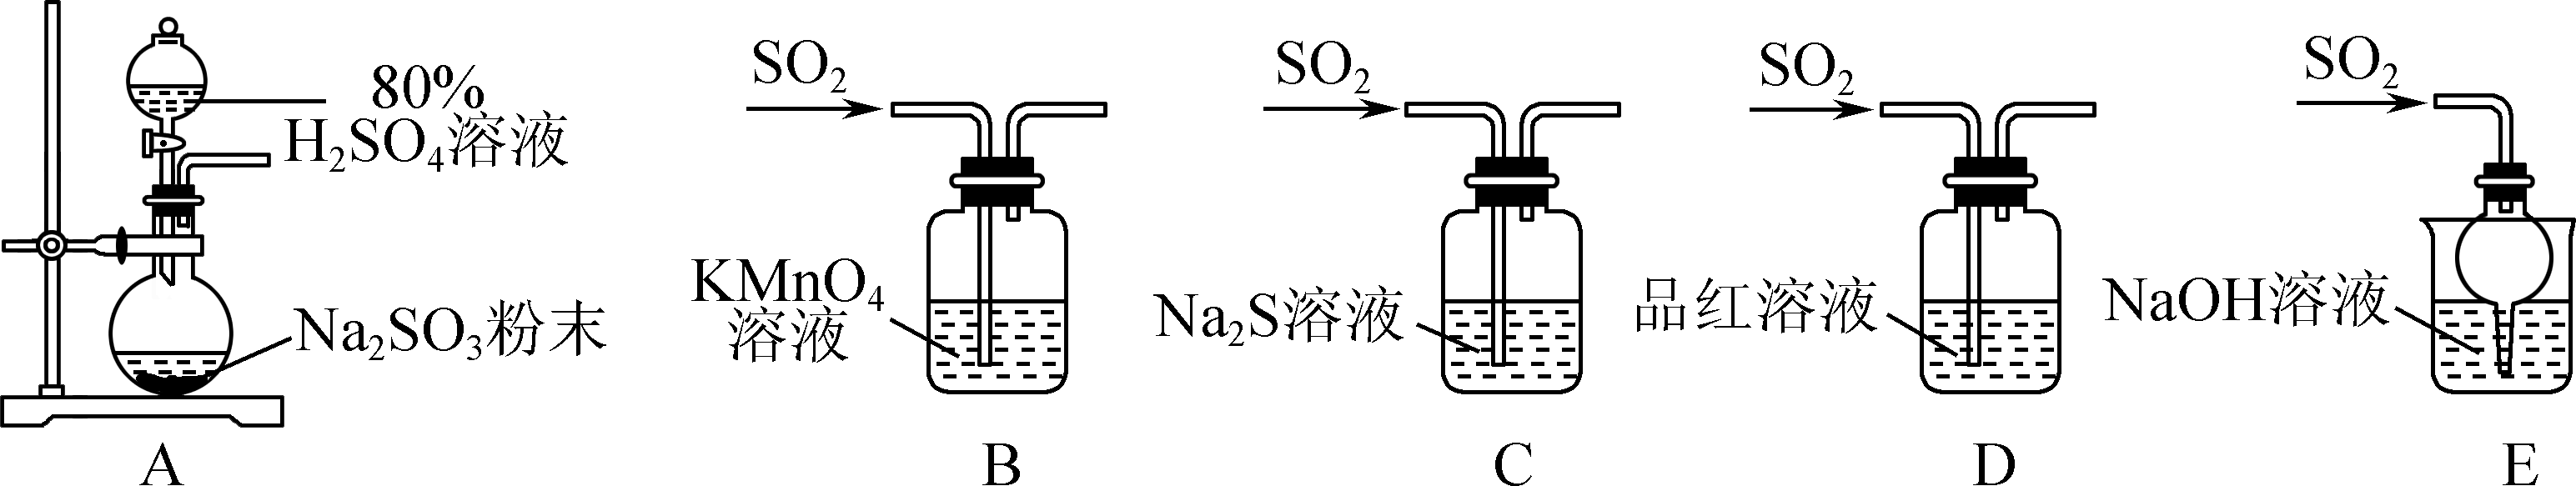 80%
H₂SO₄溶液
Na₂SO₃粉末
A
SO₂
KMnO₄
溶液
B
SO₂
Na₂S溶液
C
SO₂
品红溶液
D
SO₂
NaOH溶液
E